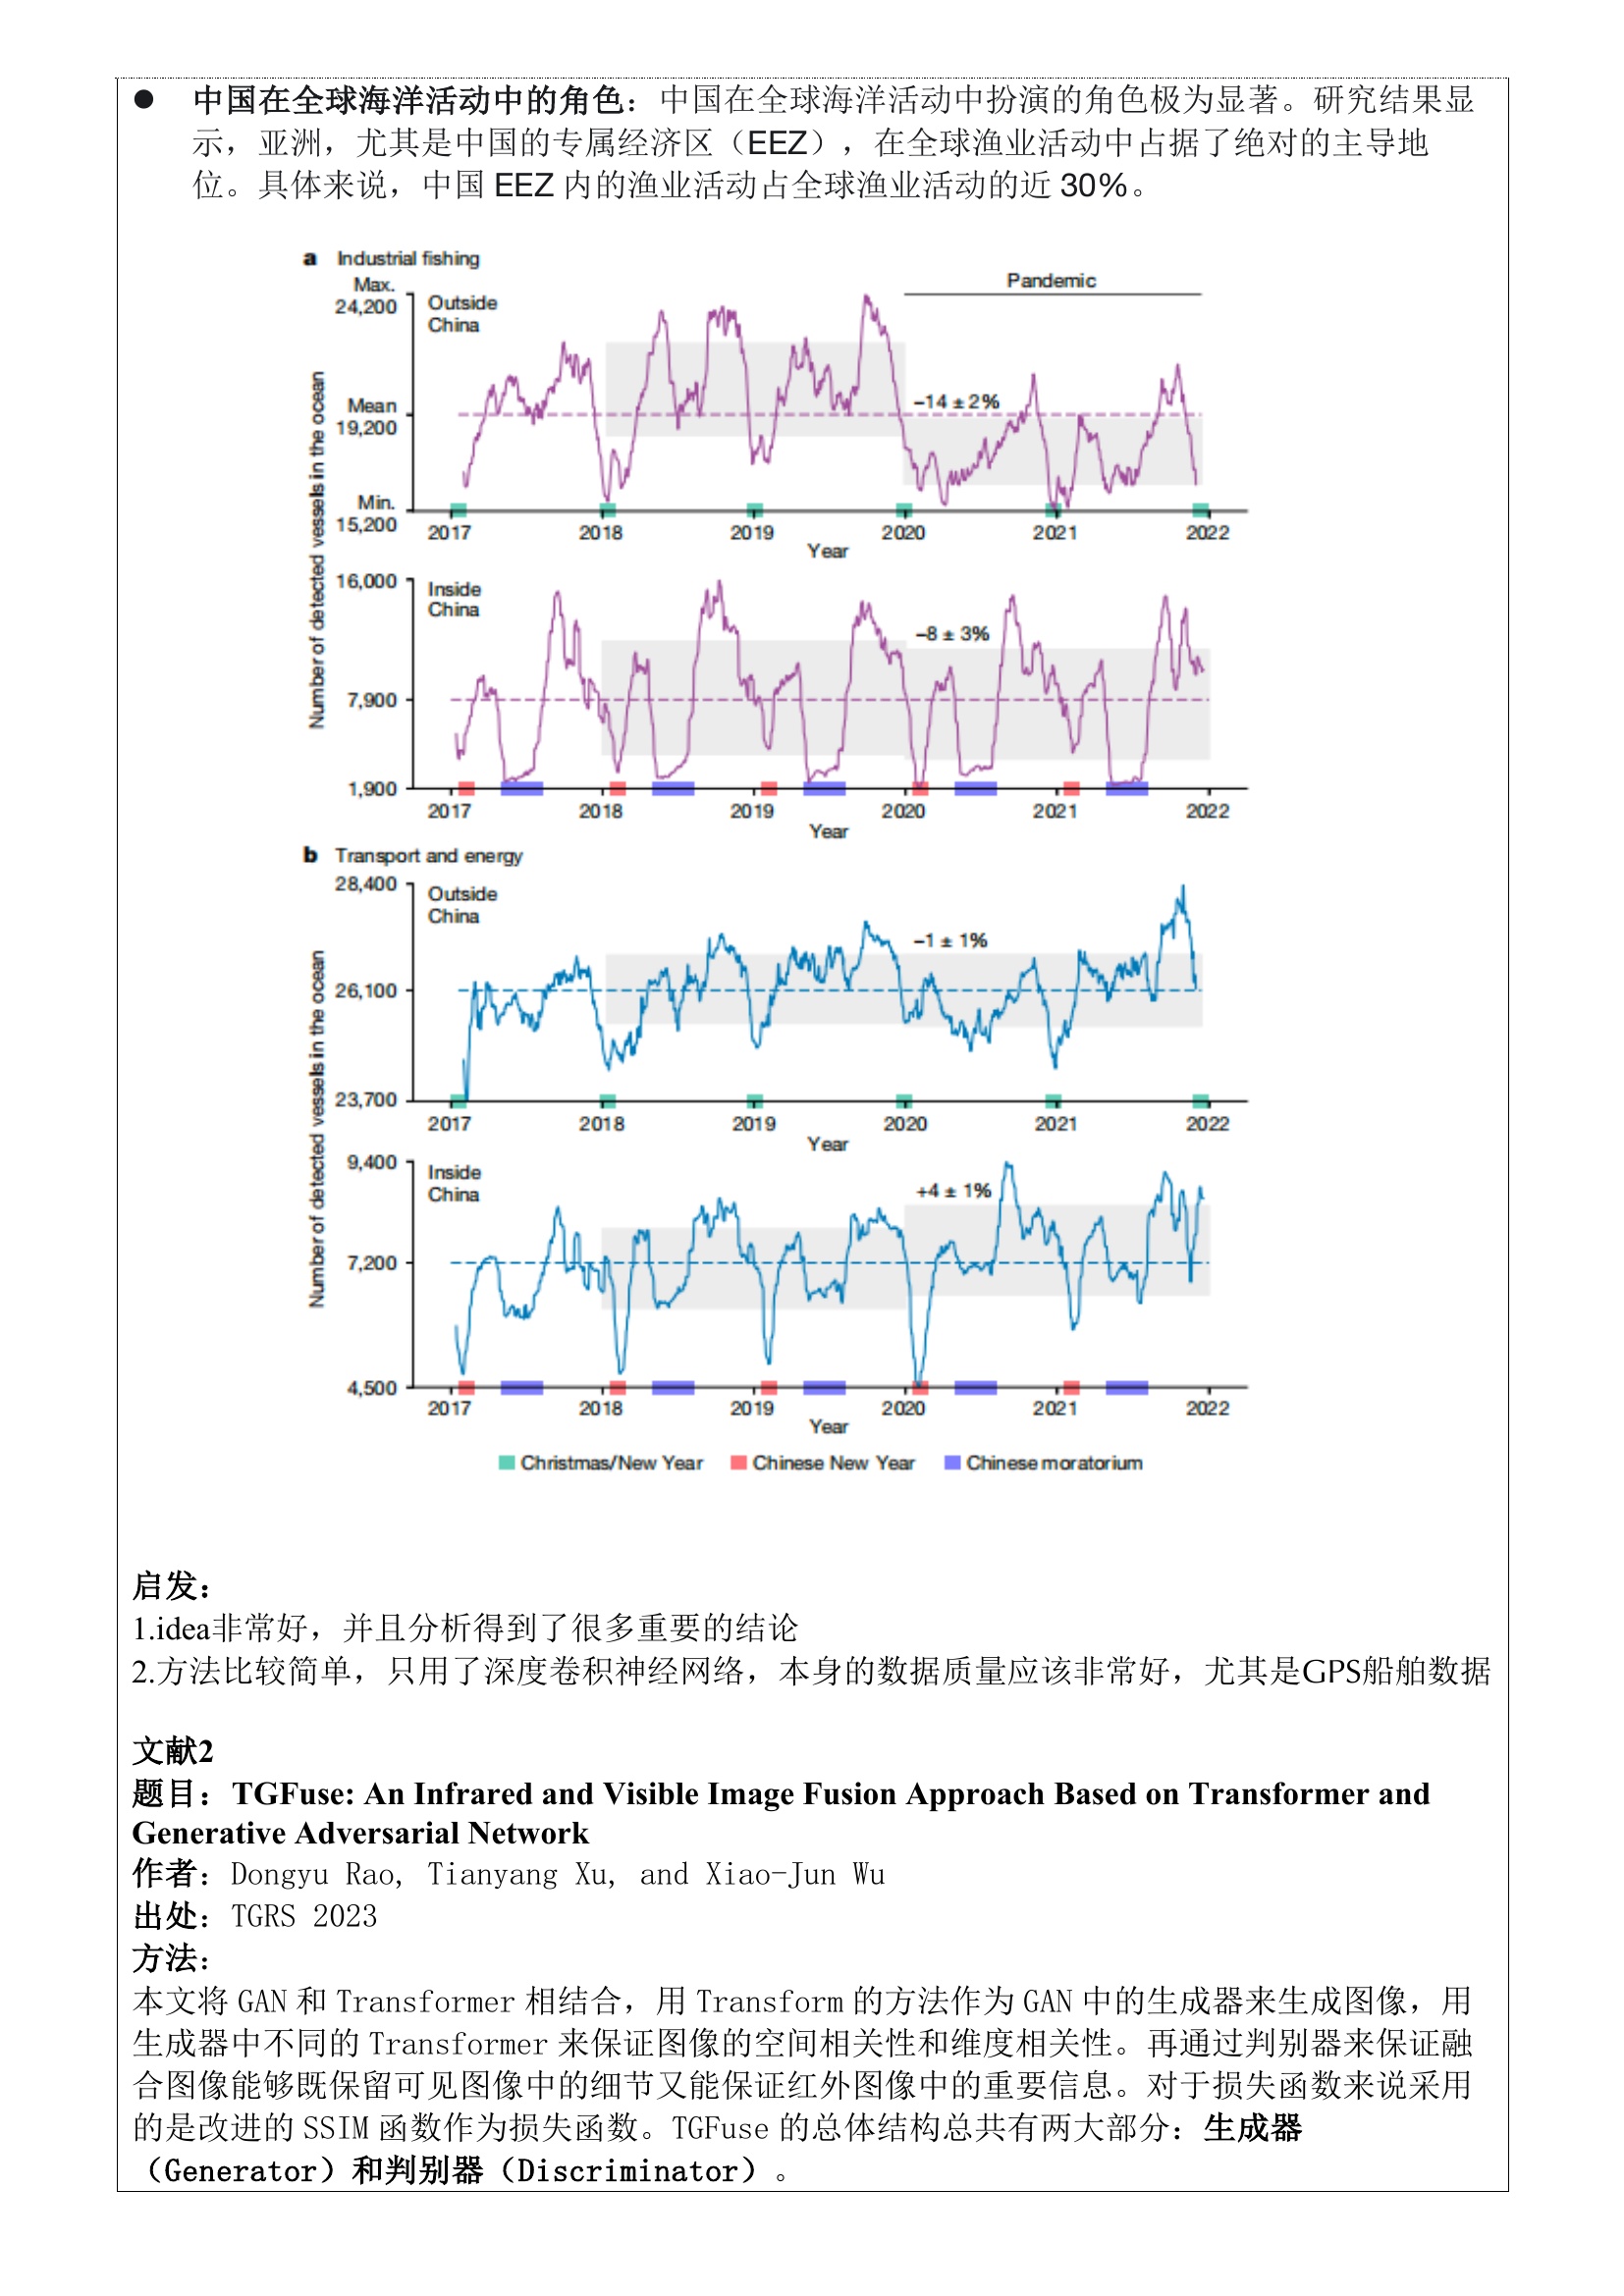 ● 中国在全球海洋活动中的角色：中国在全球海洋活动中扮演的角色极为显著。研究结果显
示，亚洲，尤其是中国的专属经济区（EEZ），在全球渔业活动中占据了绝对的主导地
位。具体来说，中国 EEZ 内的渔业活动占全球渔业活动的近 30%。
a Industrial fishing
Max.
24,200
Outside
China
Pandemic
Mean
19,200
−14 ± 2%
Min.
15,200
2017 2018 2019 2020 2021 2022
Year
Number of detected vessels in the ocean
16,000
Inside
China
−8 ± 3%
7,900
1,900
2017 2018 2019 2020 2021 2022
Year
b Transport and energy
28,400
Outside
China
−1 ± 1%
26,100
23,700
2017 2018 2019 2020 2021 2022
Year
Number of detected vessels in the ocean
9,400
Inside
China
+4 ± 1%
7,200
4,500
2017 2018 2019 2020 2021 2022
Year
Christmas/New Year Chinese New Year Chinese moratorium
启发：
1.idea非常好，并且分析得到了很多重要的结论
2.方法比较简单，只用了深度卷积神经网络，本身的数据质量应该非常好，尤其是GPS船舶数据
文献2
题目：TGFuse: An Infrared and Visible Image Fusion Approach Based on Transformer and
Generative Adversarial Network
作者：Dongyu Rao, Tianyang Xu, and Xiao-Jun Wu
出处：TGRS 2023
方法：
本文将 GAN 和 Transformer 相结合，用 Transform 的方法作为 GAN 中的生成器来生成图像，用
生成器中不同的 Transformer 来保证图像的空间相关性和维度相关性。再通过判别器来保证融
合图像能够既保留可见图像中的细节又能保证红外图像中的重要信息。对于损失函数来说采用
的是改进的 SSIM 函数作为损失函数。TGFuse 的总体结构总共有两大部分：生成器
（Generator）和判别器（Discriminator）。